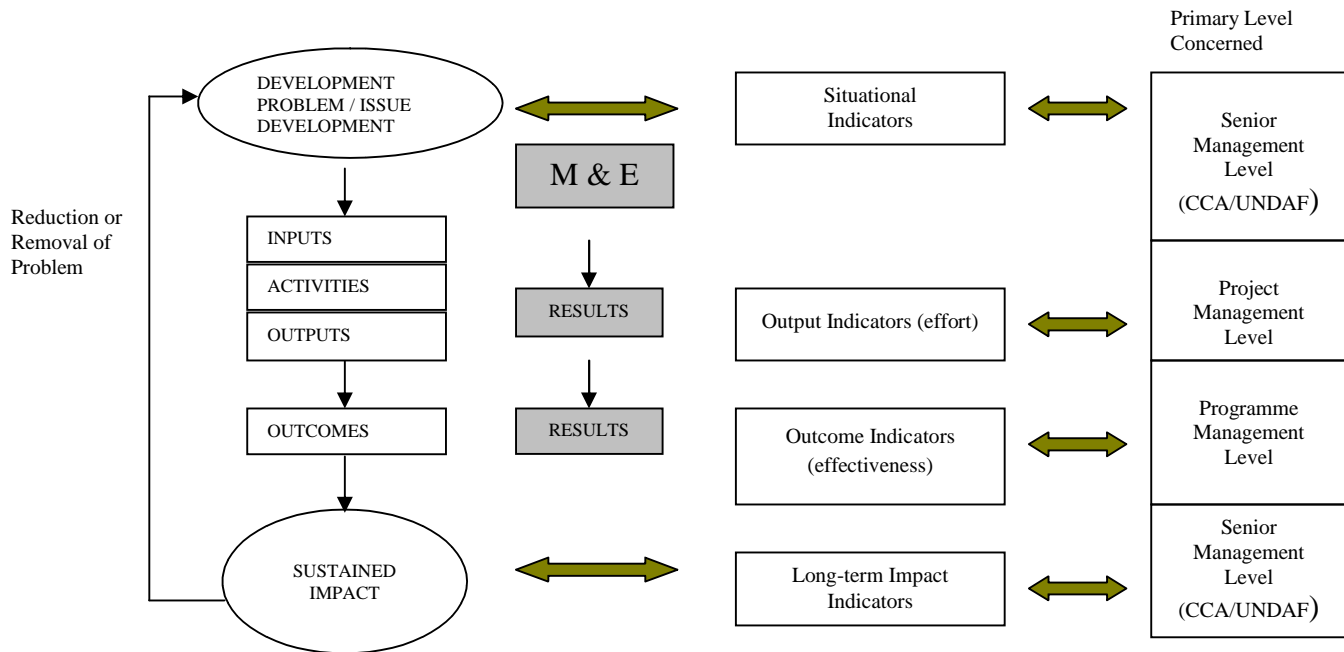 Primary Level
Concerned
DEVELOPMENT
PROBLEM / ISSUE
DEVELOPMENT
Situational
Indicators
Senior
Management
Level
(CCA/UNDAF)
M & E
Reduction or
Removal of
Problem
INPUTS
ACTIVITIES
OUTPUTS
RESULTS
Output Indicators (effort)
Project
Management
Level
OUTCOMES
RESULTS
Outcome Indicators
(effectiveness)
Programme
Management
Level
SUSTAINED
IMPACT
Long-term Impact
Indicators
Senior
Management
Level
(CCA/UNDAF)